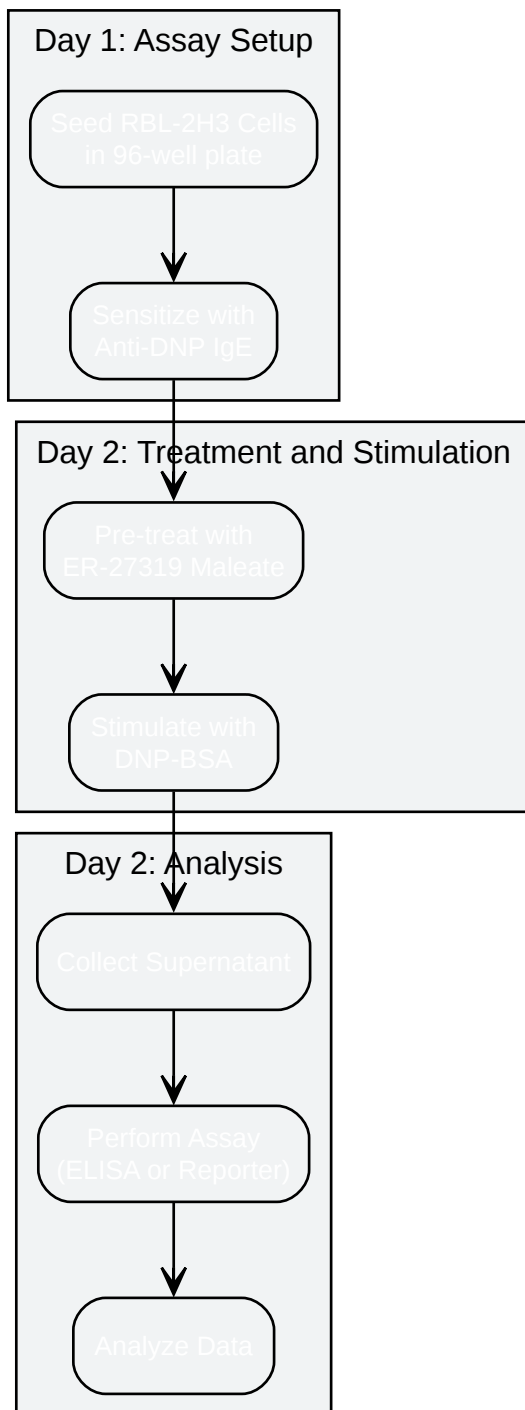 Day 1: Assay Setup
Seed RBL-2H3 Cells
in 96-well plate
Sensitize with
Anti-DNP IgE
Day 2: Treatment and Stimulation
Pre-treat with
ER-27319 Maleate
Stimulate with
DNP-BSA
Day 2: Analysis
Collect Supernatant
Perform Assay
(ELISA or Reporter)
Analyze Data